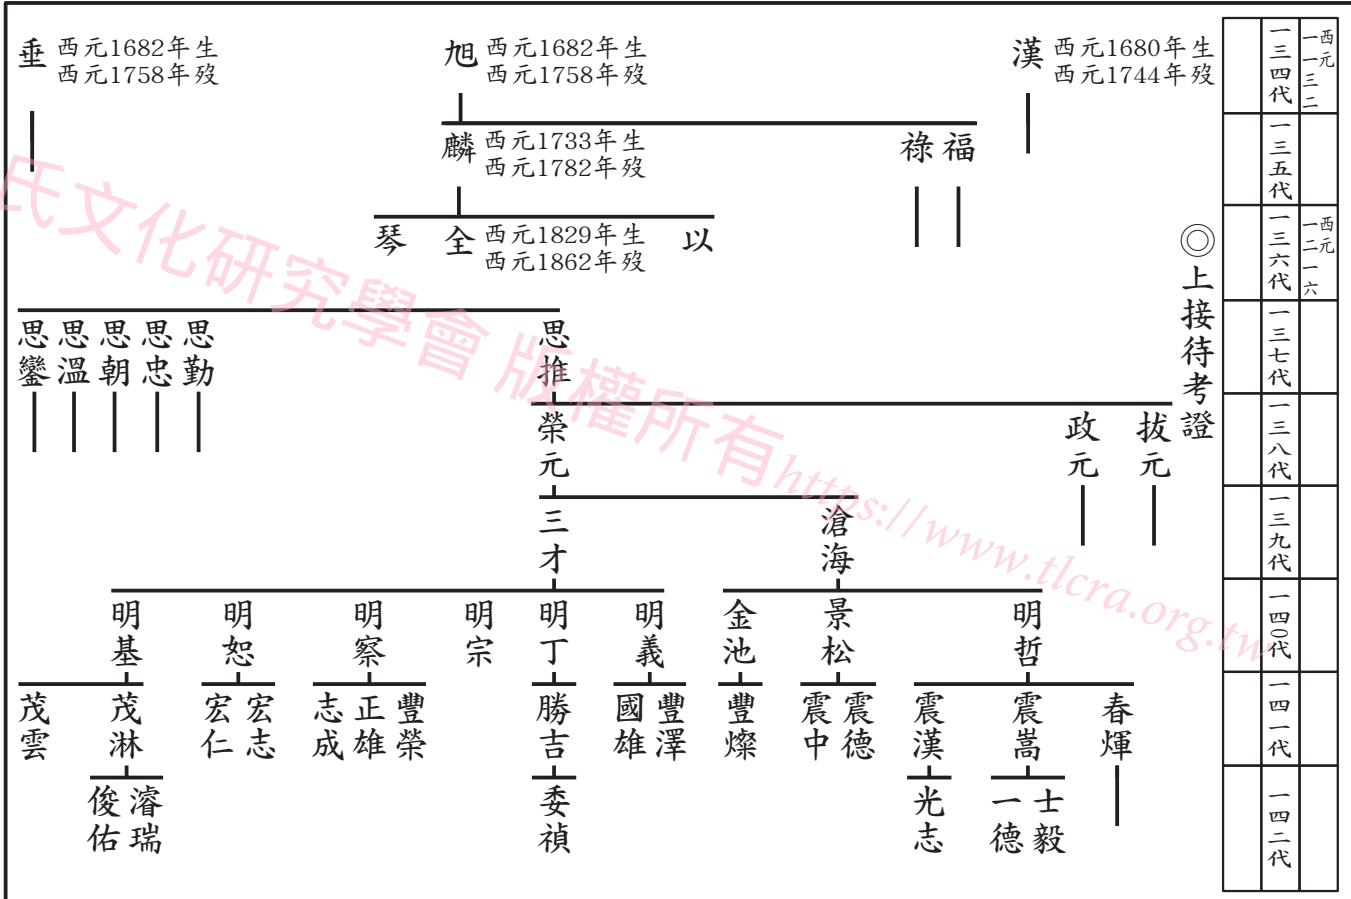 西元
一一三二
一三四代
一三五代
西元
一二一六
一三六代
一三七代
一三八代
一三九代
一四〇代
一四一代
一四二代
◎上接待考證
漢 西元1680年生
西元1744年歿
旭 西元1682年生
西元1758年歿
垂 西元1682年生
西元1758年歿
福
祿
麟 西元1733年生
西元1782年歿
以
全 西元1829年生
西元1862年歿
琴
思推
思勤
思忠
思朝
思溫
思鑾
拔元
政元
榮元
滄海
三才
明哲
景松
金池
明義
明丁
明宗
明察
明恕
明基
春煇
震嵩
震漢
震德
震中
豐燦
豐澤
國雄
勝吉
豐榮
正雄
志成
宏志
宏仁
茂淋
茂雲
士毅
一德
光志
委禎
濬瑞
俊佑
氏文化研究學會 版權所有https://www.tlcra.org.tw